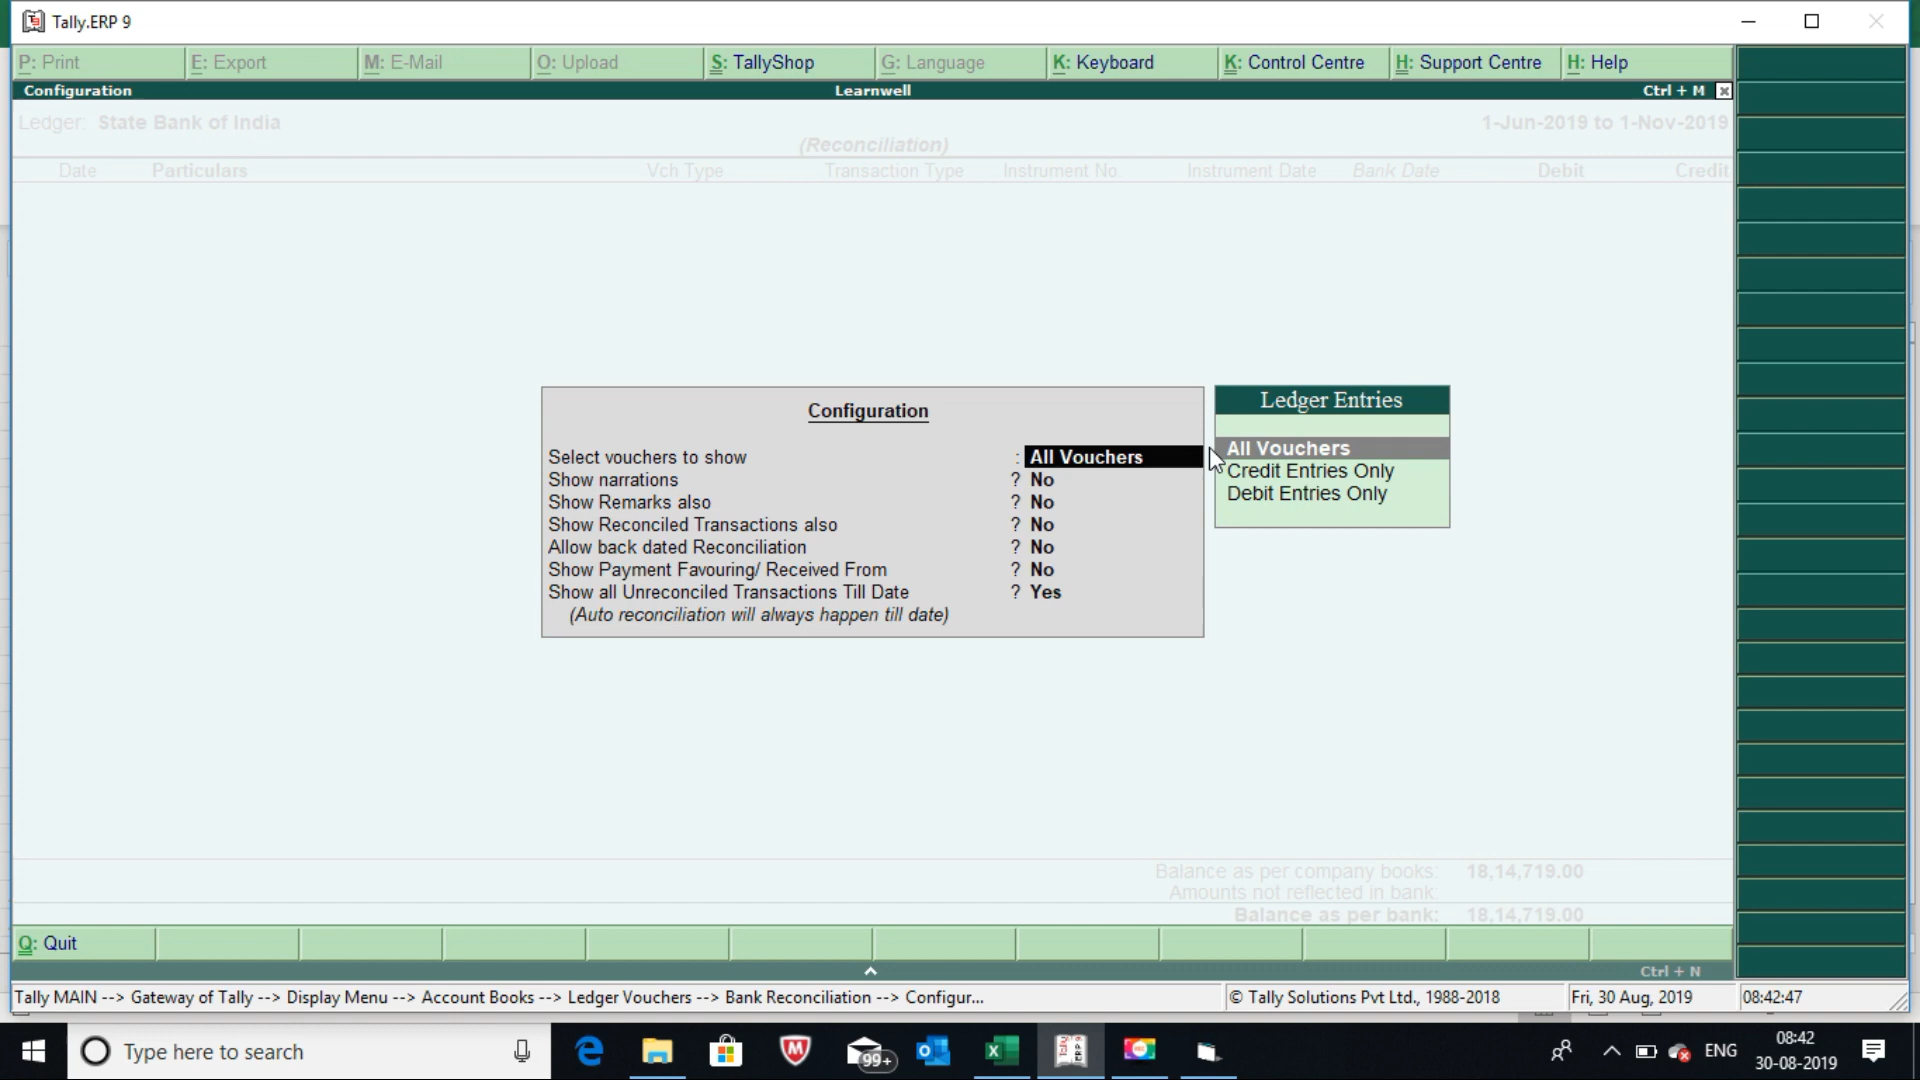 Tally.ERP 9
P: Print E: Export M: E-Mail O: Upload S: TallyShop G: Language K: Keyboard K: Control Centre H: Support Centre H: Help
Configuration Learnwell Ctrl + M
Ledger: State Bank of India 1-Jun-2019 to 1-Nov-2019
(Reconciliation)
Date Particulars Vch Type Transaction Type Instrument No. Instrument Date Bank Date Debit Credit
Configuration
Select vouchers to show : All Vouchers
Show narrations ? No
Show Remarks also ? No
Show Reconciled Transactions also ? No
Allow back dated Reconciliation ? No
Show Payment Favouring/ Received From ? No
Show all Unreconciled Transactions Till Date ? Yes
(Auto reconciliation will always happen till date)
Ledger Entries
All Vouchers
Credit Entries Only
Debit Entries Only
Balance as per company books: 18,14,719.00
Amounts not reflected in bank:
Balance as per bank: 18,14,719.00
Q: Quit
Ctrl + N
Tally MAIN --> Gateway of Tally --> Display Menu --> Account Books --> Ledger Vouchers --> Bank Reconciliation --> Configur... © Tally Solutions Pvt Ltd., 1988-2018 Fri, 30 Aug, 2019 08:42:47
Type here to search 99+ ENG 08:42
30-08-2019